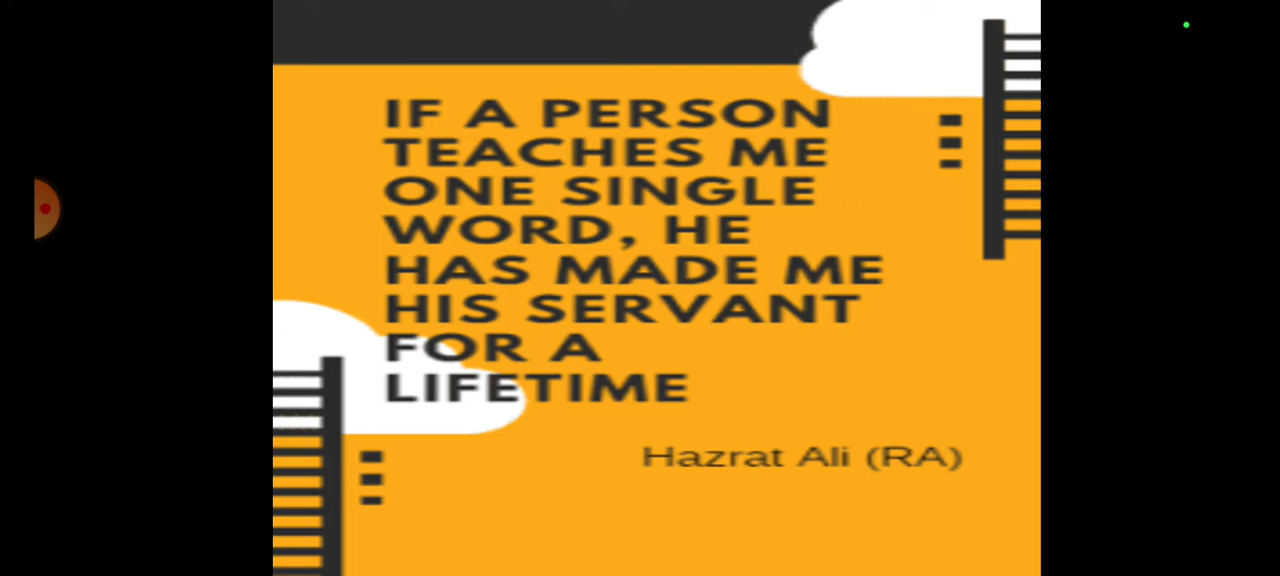 IF A PERSON
TEACHES ME
ONE SINGLE
WORD, HE
HAS MADE ME
HIS SERVANT
FOR A
LIFETIME
Hazrat Ali (RA)